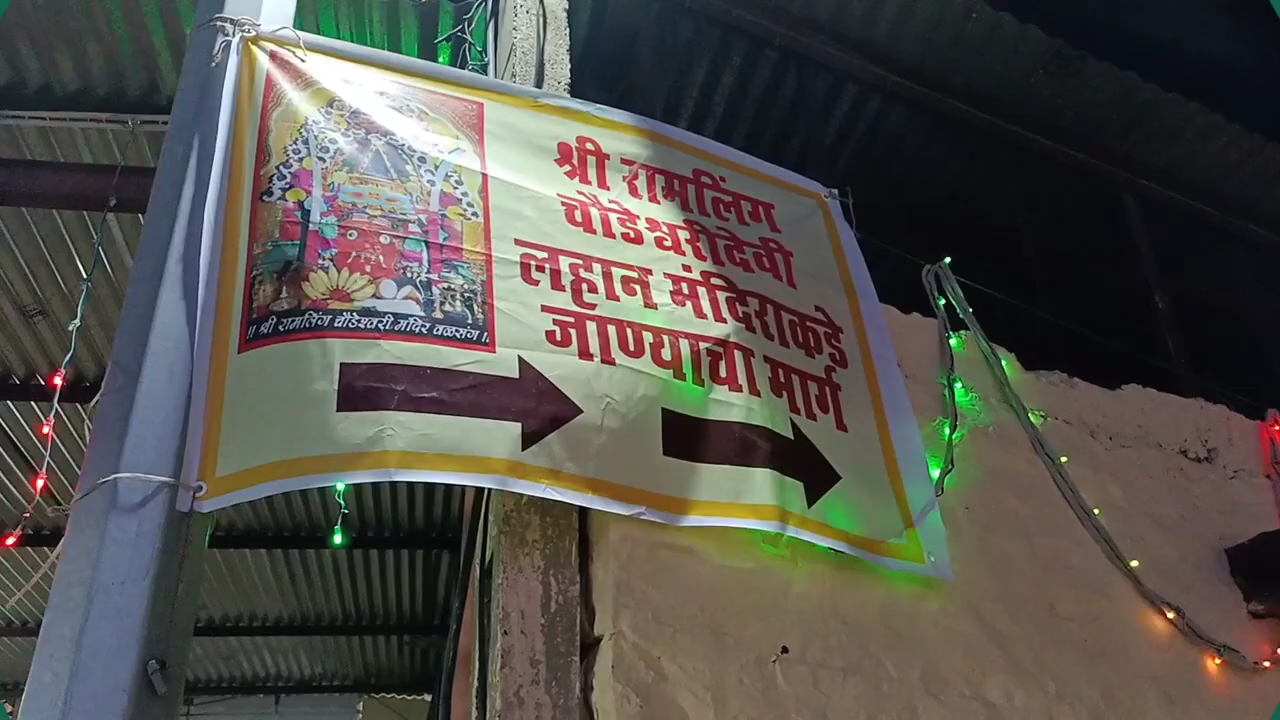 श्री रामलिंग
चौडेश्वरीदेवी
लहान मंदिराकडे
जाण्याचा मार्ग
॥ श्री रामलिंग चौडेश्वरी मंदिर वळसंग ॥